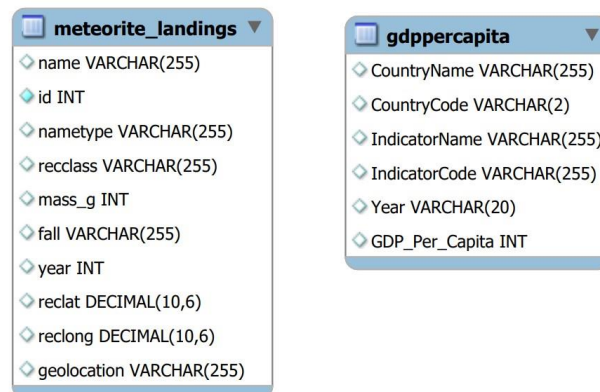 meteorite_landings
name VARCHAR(255)
id INT
nametype VARCHAR(255)
recclass VARCHAR(255)
mass_g INT
fall VARCHAR(255)
year INT
reclat DECIMAL(10,6)
reclong DECIMAL(10,6)
geolocation VARCHAR(255)
gdppercapita
CountryName VARCHAR(255)
CountryCode VARCHAR(2)
IndicatorName VARCHAR(255)
IndicatorCode VARCHAR(255)
Year VARCHAR(20)
GDP_Per_Capita INT